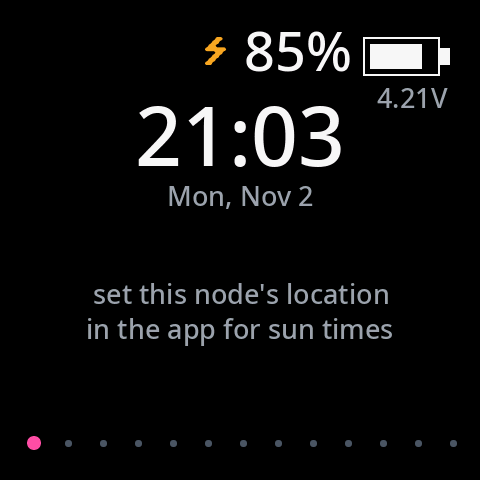 85%
4.21V
21:03
Mon, Nov 2
set this node's location
in the app for sun times